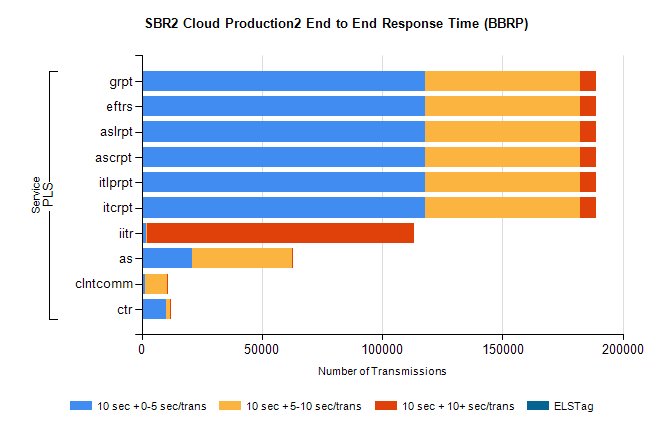 SBR2 Cloud Production2 End to End Response Time (BBRP)
Service
PLS
grpt
eftrs
aslrpt
ascrpt
itlprpt
itcrpt
iitr
as
clntcomm
ctr
0 50000 100000 150000 200000
Number of Transmissions
10 sec +0-5 sec/trans 10 sec +5-10 sec/trans 10 sec + 10+ sec/trans ELSTag